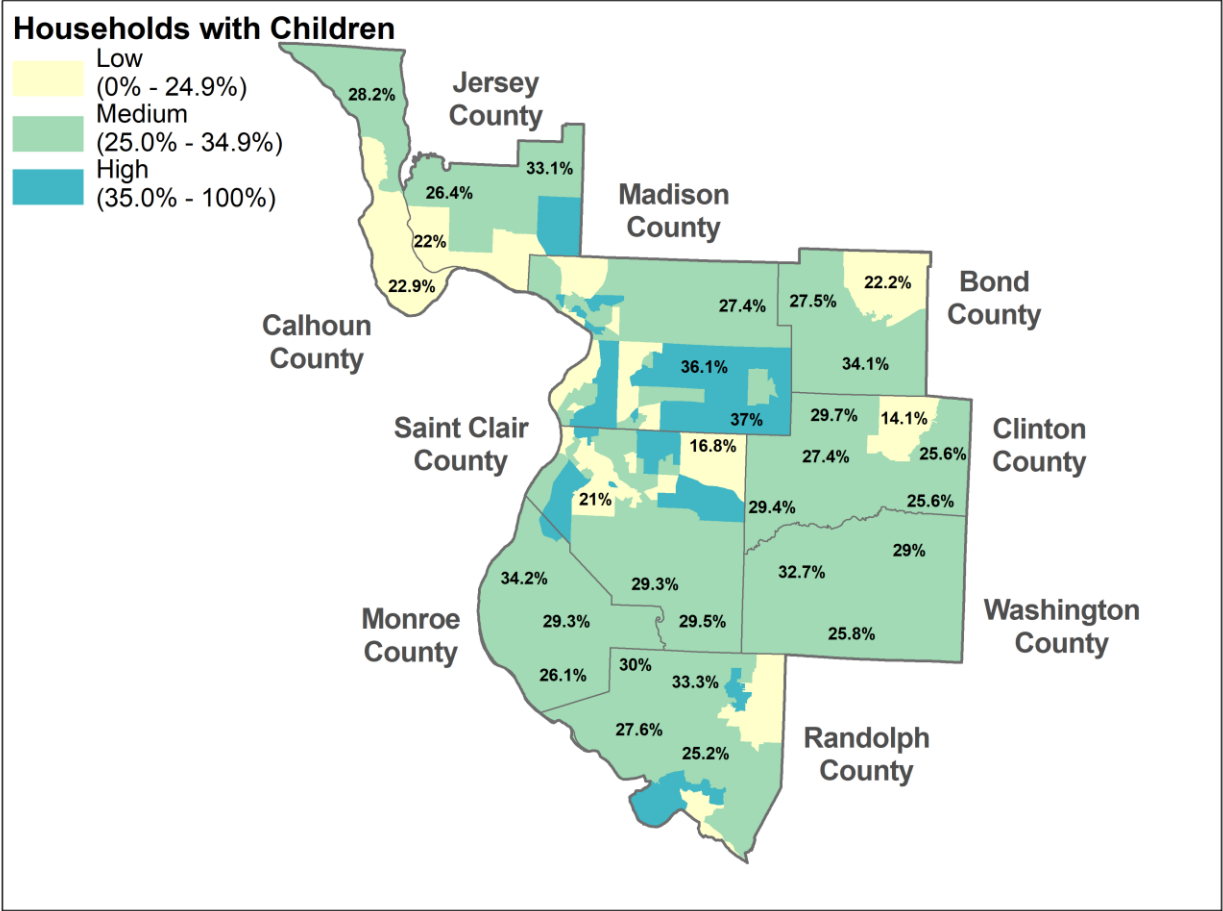 Households with Children
Low
(0% - 24.9%)
Medium
(25.0% - 34.9%)
High
(35.0% - 100%)
28.2%
Jersey
County
33.1%
26.4%
22%
22.9%
Calhoun
County
Madison
County
27.4%
27.5%
22.2%
Bond
County
36.1%
34.1%
37%
29.7%
14.1%
Clinton
County
Saint Clair
County
16.8%
27.4%
25.6%
21%
29.4%
25.6%
29%
32.7%
34.2%
29.3%
Monroe
County
29.3%
29.5%
25.8%
Washington
County
26.1%
30%
33.3%
27.6%
25.2%
Randolph
County